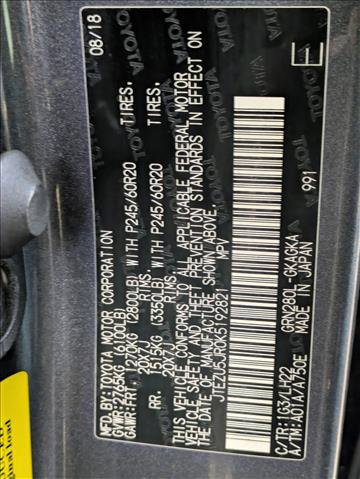 MFD.BY: TOYOTA MOTOR CORPORATION 08/18
GVWR: 2765KG (6100LB)
GAWR: FRT. 1270KG (2800LB) WITH P245/60R20 TIRES,
20X7J RIMS,
RR. 1515KG (3350LB) WITH P245/60R20 TIRES,
20X7J RIMS,
THIS VEHICLE CONFORMS TO ALL APPLICABLE FEDERAL MOTOR
VEHICLE SAFETY AND THEFT PREVENTION STANDARDS IN EFFECT ON
THE DATE OF MANUFACTURE SHOWN ABOVE.
JTEZU5JR0K5192821 MPV
991
C/TR: 1G3/LH22 GRN280L-GKAGKA
A/TM: A01A/A750E JAPAN
TOYOTA